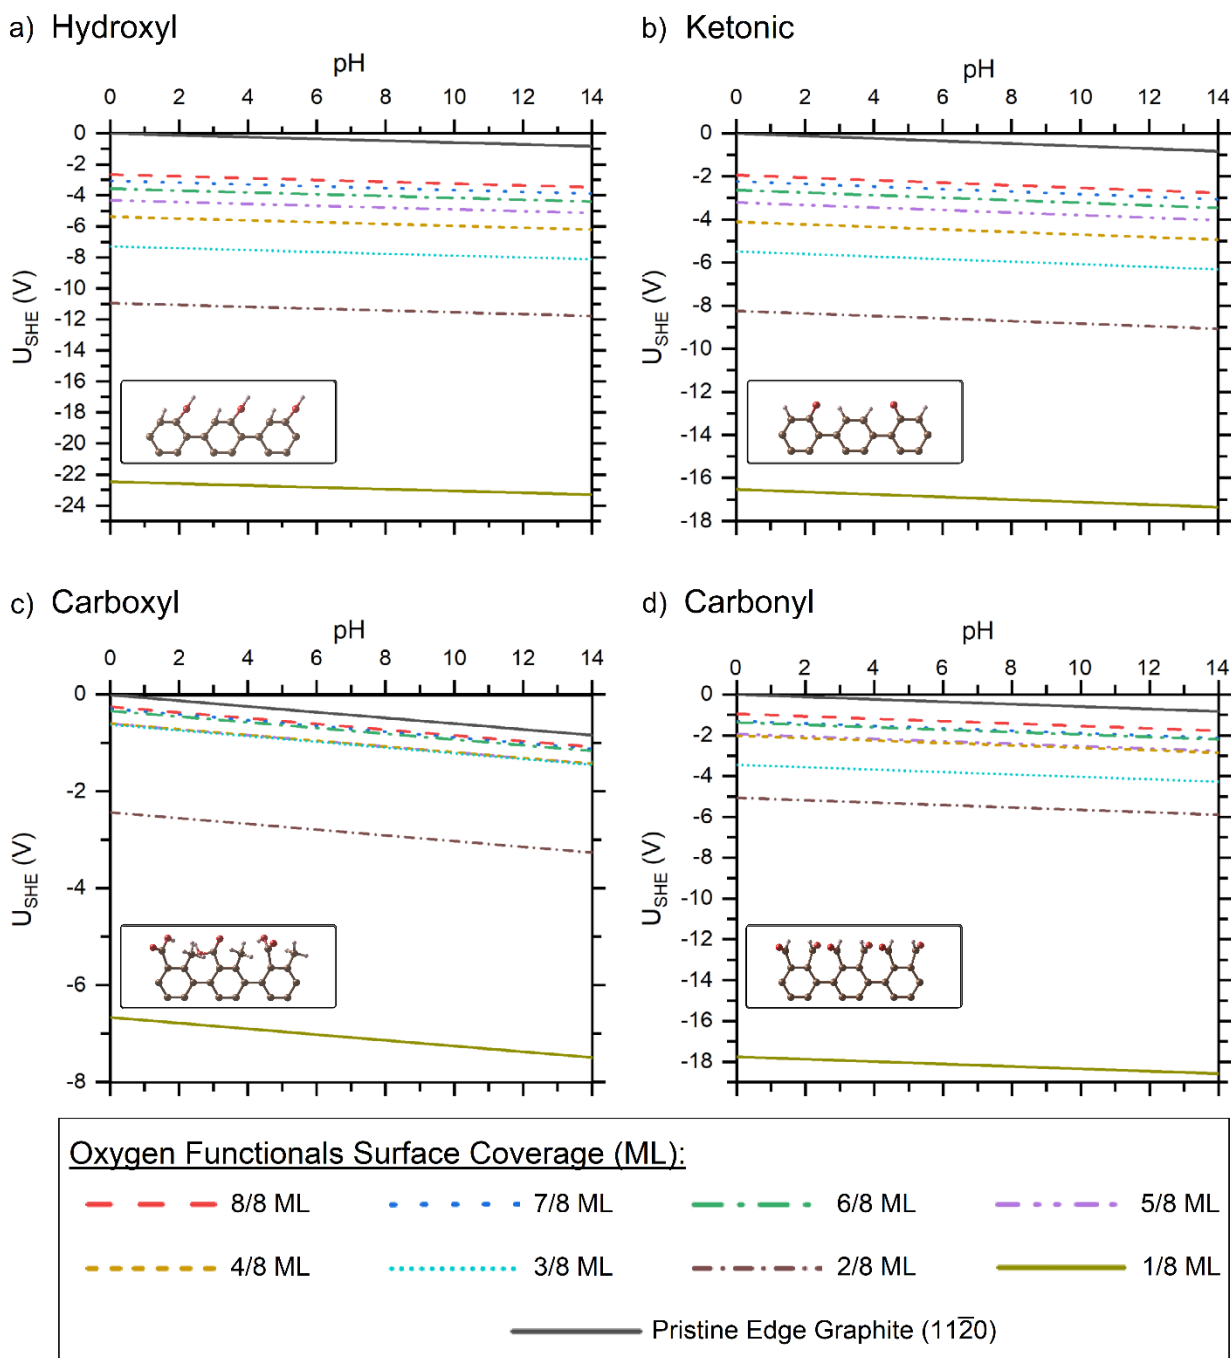 a) Hydroxyl
pH
0 2 4 6 8 10 12 14
0
-2
-4
-6
-8
-10
-12
-14
-16
-18
-20
-22
-24
U_SHE (V)
b) Ketonic
pH
0 2 4 6 8 10 12 14
0
-2
-4
-6
-8
-10
-12
-14
-16
-18
U_SHE (V)
c) Carboxyl
pH
0 2 4 6 8 10 12 14
0
-2
-4
-6
-8
U_SHE (V)
d) Carbonyl
pH
0 2 4 6 8 10 12 14
0
-2
-4
-6
-8
-10
-12
-14
-16
-18
U_SHE (V)
Oxygen Functionals Surface Coverage (ML):
8/8 ML 7/8 ML 6/8 ML 5/8 ML
4/8 ML 3/8 ML 2/8 ML 1/8 ML
Pristine Edge Graphite (112̅0)